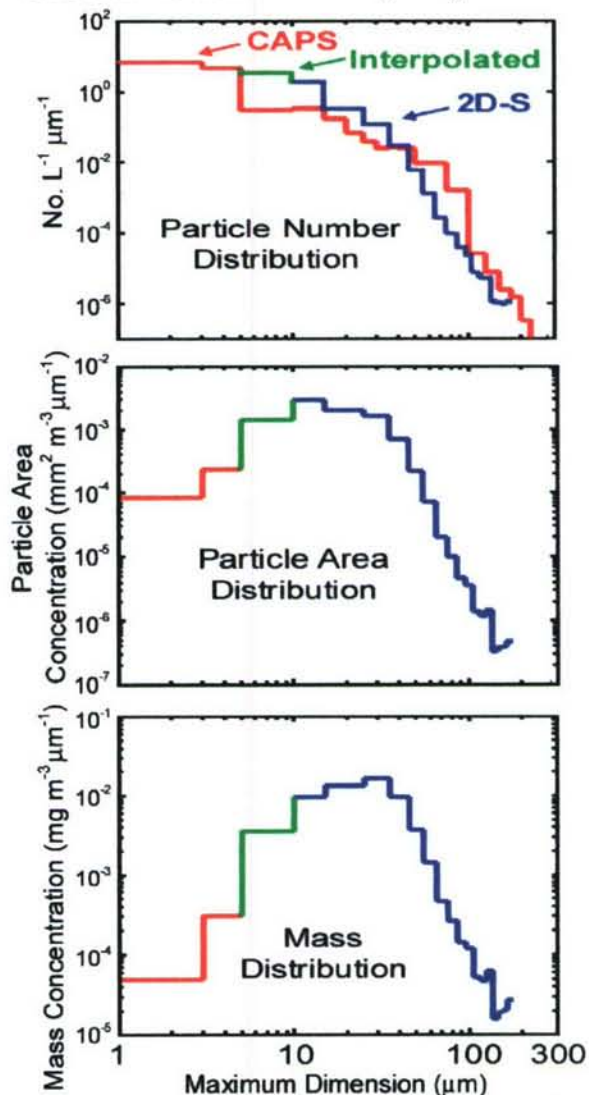 CAPS
Interpolated
2D-S
10²
10⁰
10⁻²
10⁻⁴
10⁻⁶
No. L⁻¹ μm⁻¹
Particle Number
Distribution
10⁻²
10⁻³
10⁻⁴
10⁻⁵
10⁻⁶
10⁻⁷
Particle Area
Concentration (mm² m⁻³ μm⁻¹)
Particle Area
Distribution
10⁻¹
10⁻²
10⁻³
10⁻⁴
10⁻⁵
Mass Concentration (mg m⁻³ μm⁻¹)
Mass
Distribution
1 10 100 300
Maximum Dimension (μm)